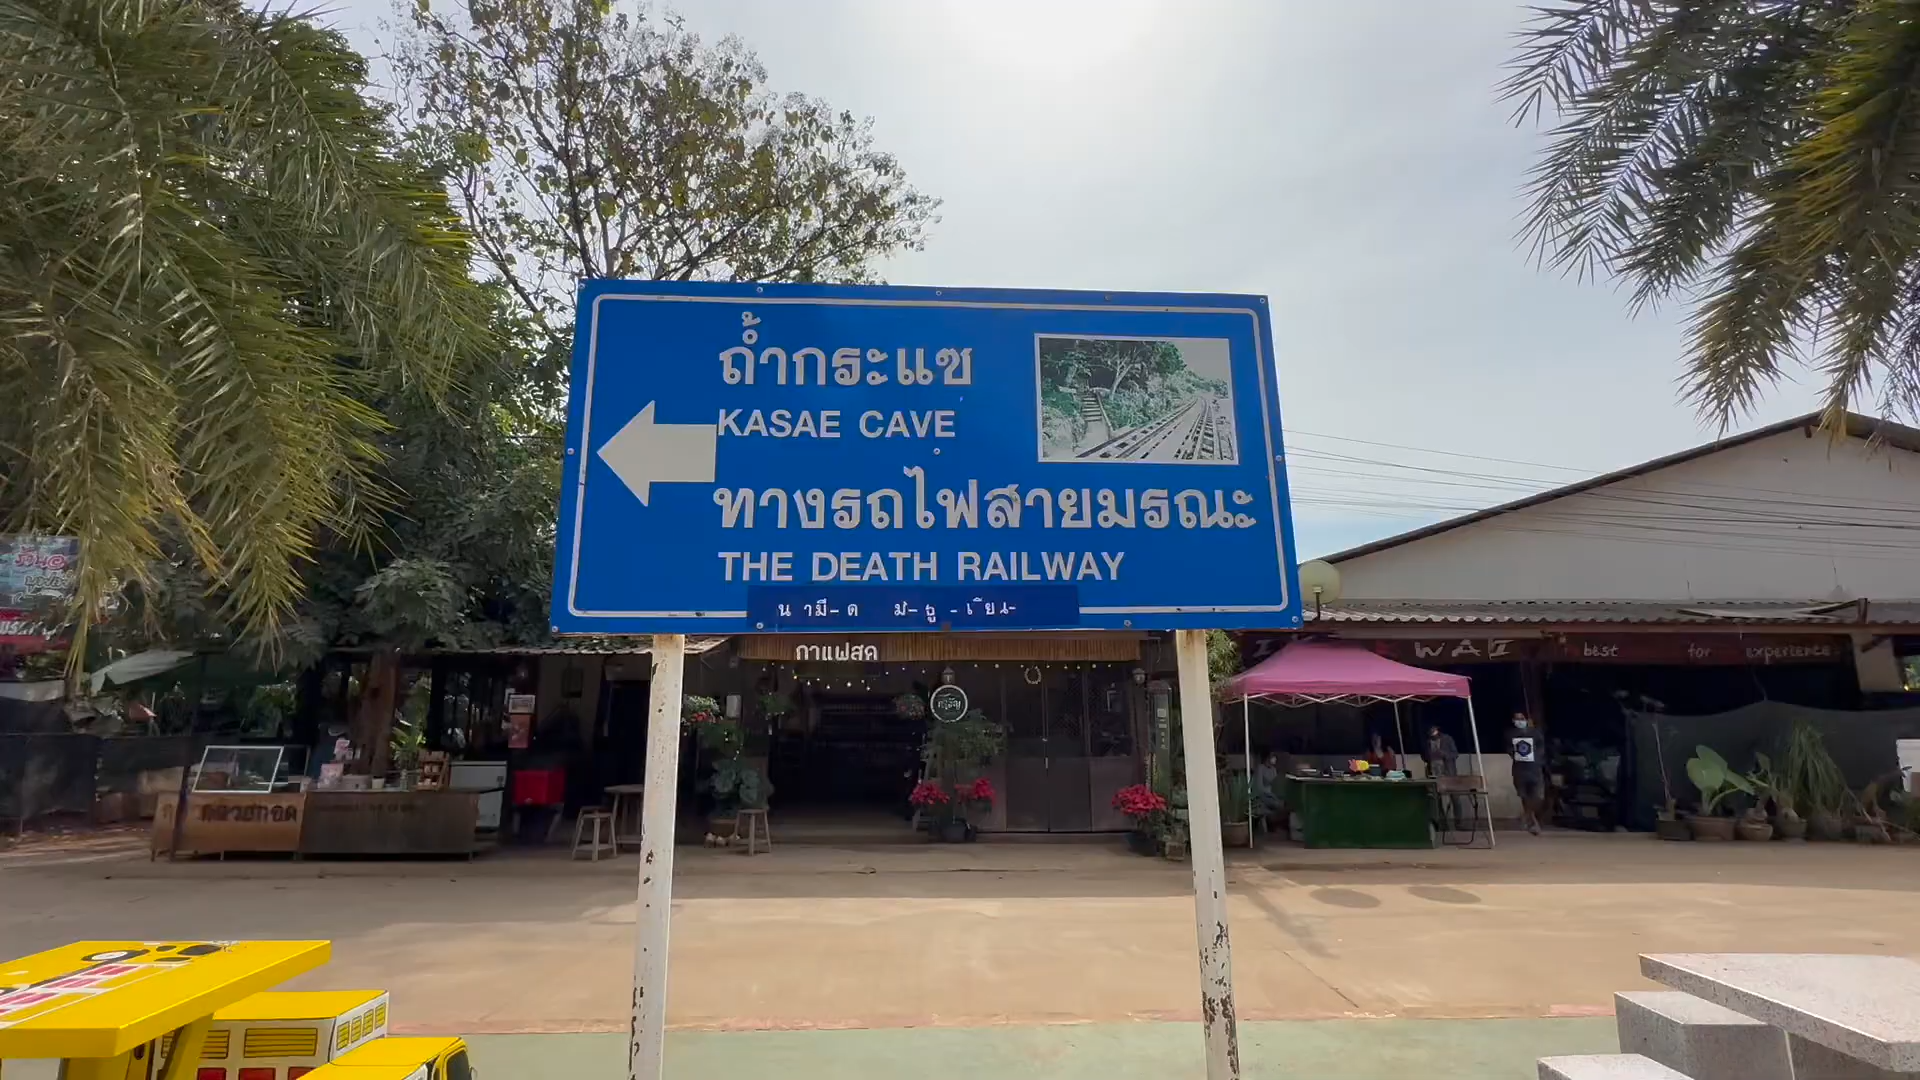 ถ้ำกระแซ
KASAE CAVE
ทางรถไฟสายมรณะ
THE DEATH RAILWAY
กาแฟสด
WAI
best for experience